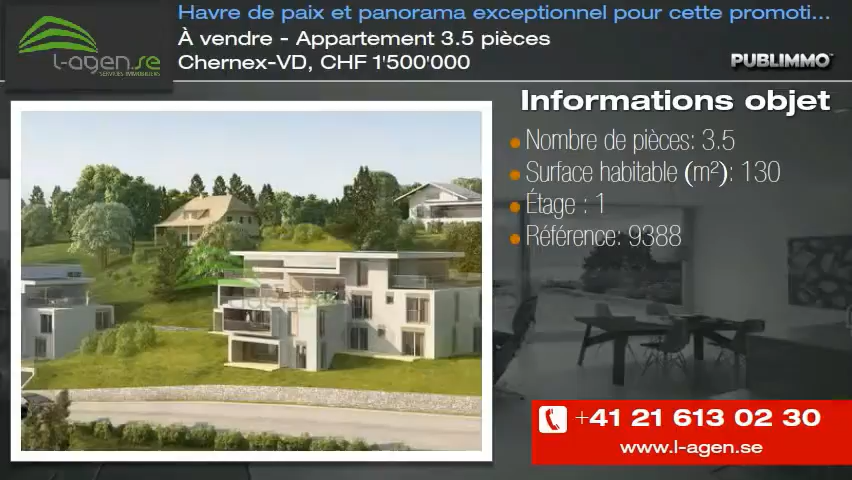 Havre de paix et panorama exceptionnel pour cette promoti...
À vendre - Appartement 3.5 pièces
Chernex-VD, CHF 1'500'000
l-agen.se
SERVICES IMMOBILIERS
PUBLIMMO
Informations objet
Nombre de pièces: 3.5
Surface habitable (m²): 130
Étage : 1
Référence: 9388
l-agen.se
+41 21 613 02 30
www.l-agen.se